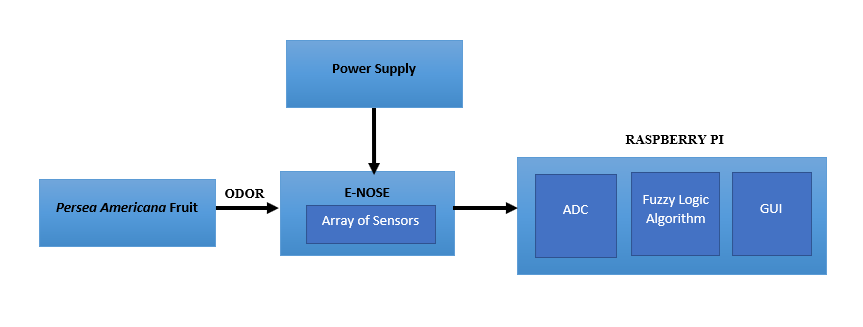 Power Supply
RASPBERRY PI
Persea Americana Fruit
ODOR
E-NOSE
Array of Sensors
ADC
Fuzzy Logic
Algorithm
GUI